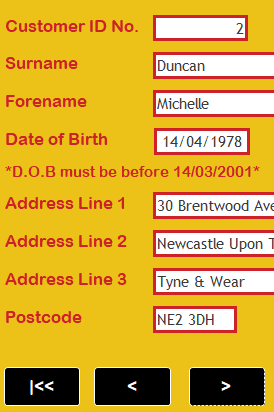 Customer ID No. 2
Surname Duncan
Forename Michelle
Date of Birth 14/04/1978
*D.O.B must be before 14/03/2001*
Address Line 1 30 Brentwood Ave
Address Line 2 Newcastle Upon T
Address Line 3 Tyne & Wear
Postcode NE2 3DH
|<< < >